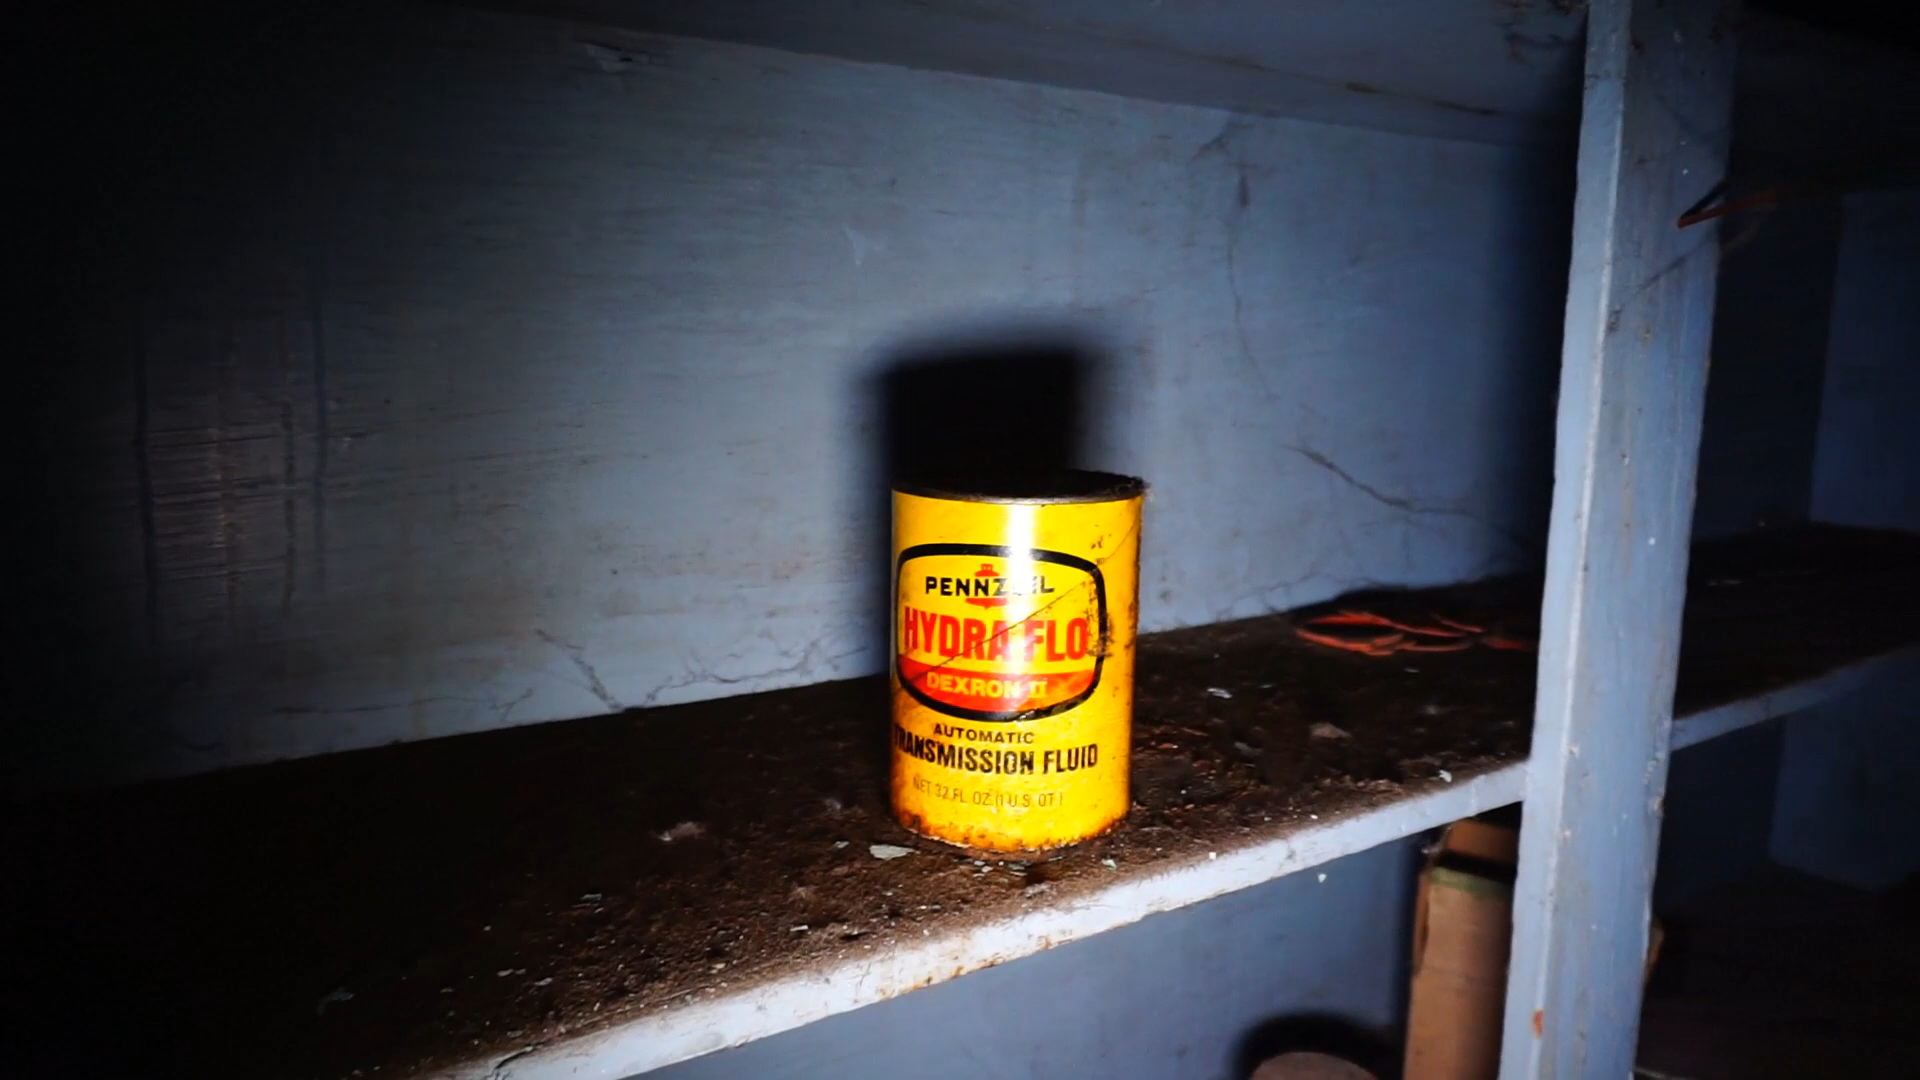 PENNZOIL
HYDRA-FLO
DEXRON II
AUTOMATIC
TRANSMISSION FLUID
NET 32 FL. OZ. (1 U.S. QT.)